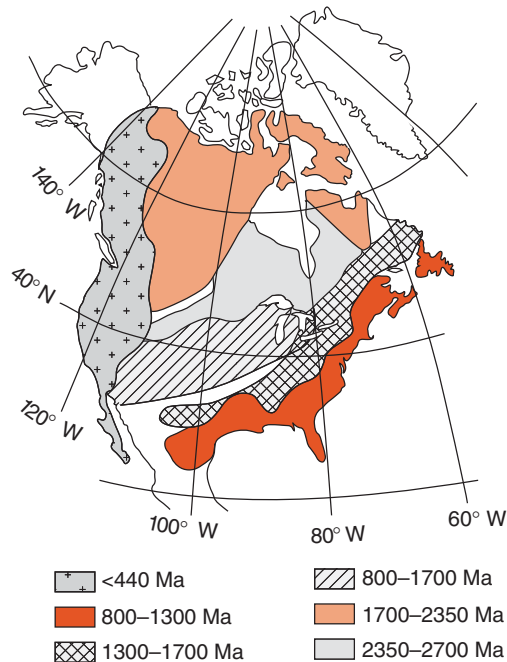 140° W
40° N
120° W
100° W
80° W
60° W
<440 Ma
800–1300 Ma
1300–1700 Ma
800–1700 Ma
1700–2350 Ma
2350–2700 Ma